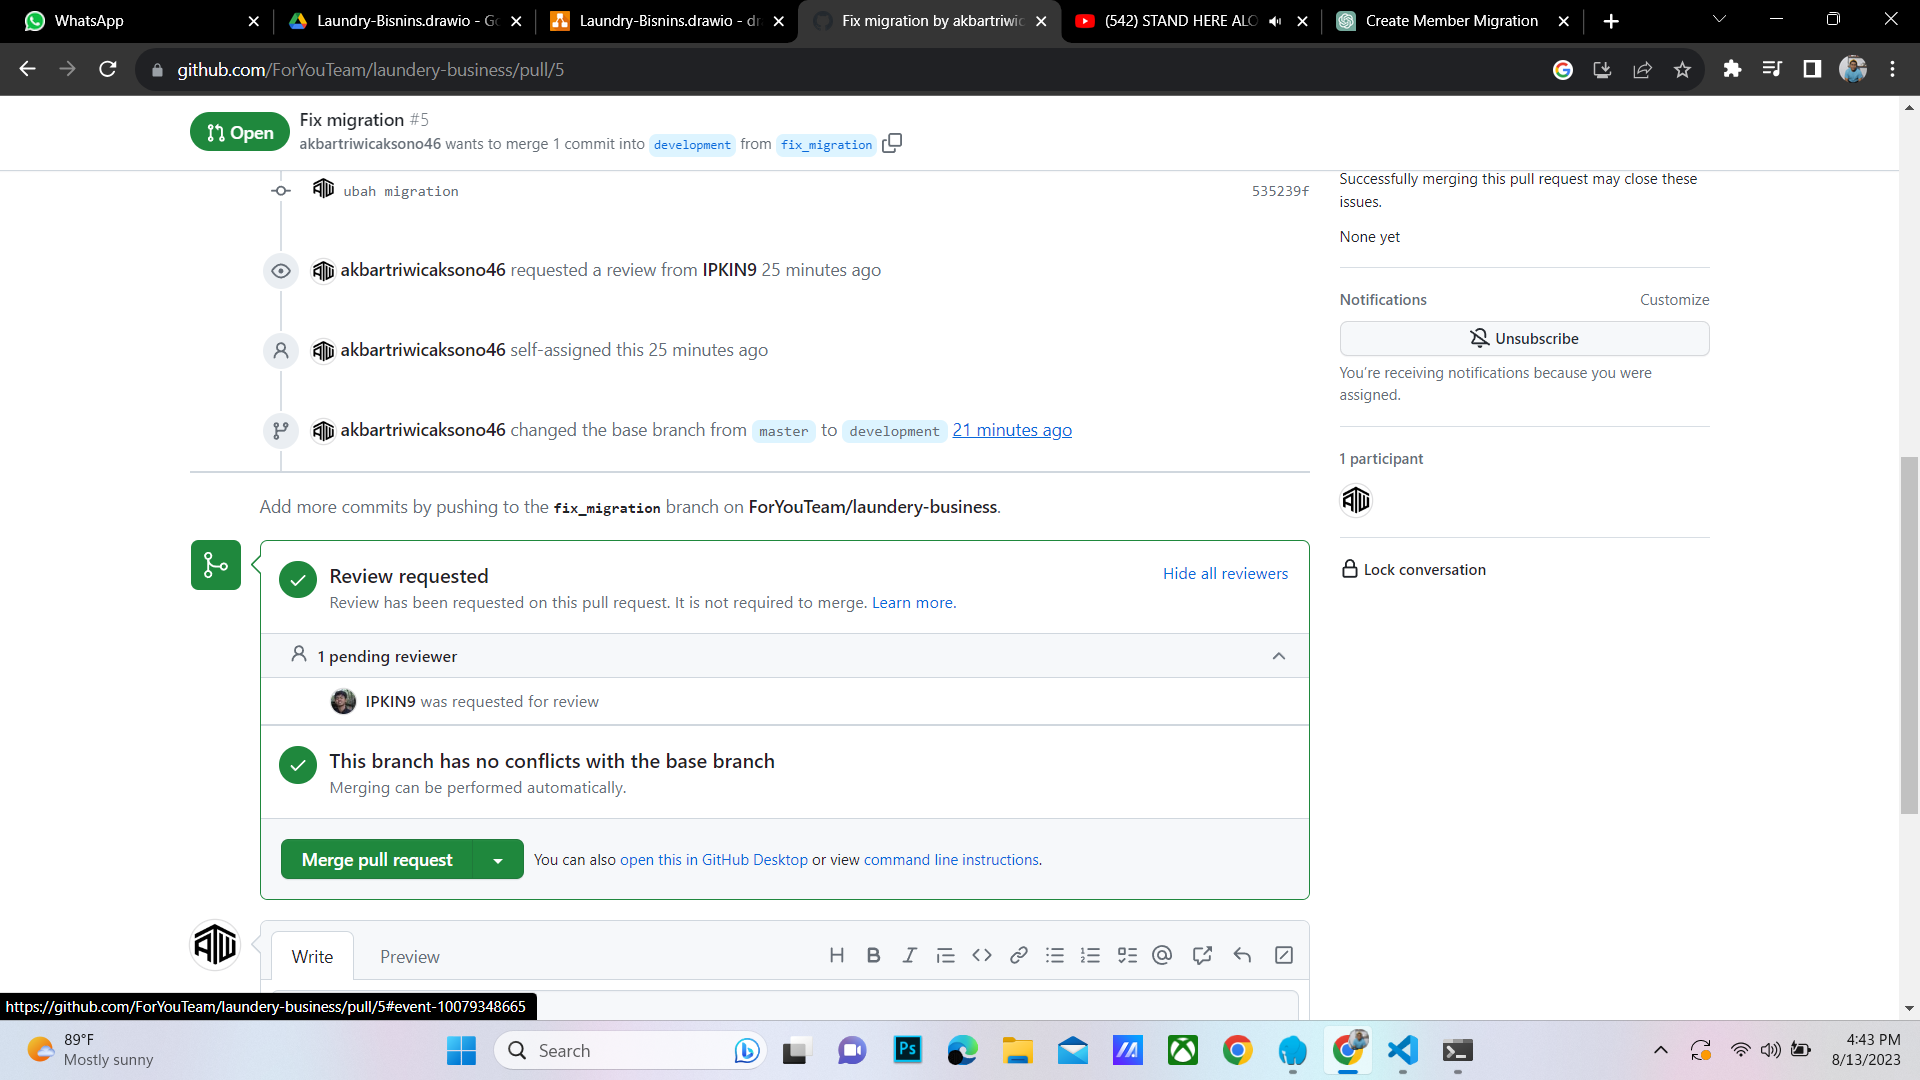 WhatsApp
Laundry-Bisnins.drawio - Go
Laundry-Bisnins.drawio - dr
Fix migration by akbartriwic
(542) STAND HERE ALO
Create Member Migration
github.com/ForYouTeam/laundery-business/pull/5
Open
Fix migration #5
akbartriwicaksono46 wants to merge 1 commit into development from fix_migration
ubah migration 535239f
akbartriwicaksono46 requested a review from IPKIN9 25 minutes ago
akbartriwicaksono46 self-assigned this 25 minutes ago
akbartriwicaksono46 changed the base branch from master to development 21 minutes ago
Add more commits by pushing to the fix_migration branch on ForYouTeam/laundery-business.
Review requested
Hide all reviewers
Review has been requested on this pull request. It is not required to merge. Learn more.
1 pending reviewer
IPKIN9 was requested for review
This branch has no conflicts with the base branch
Merging can be performed automatically.
Merge pull request
You can also open this in GitHub Desktop or view command line instructions.
Write
Preview
Successfully merging this pull request may close these
issues.
None yet
Notifications
Customize
Unsubscribe
You're receiving notifications because you were
assigned.
1 participant
Lock conversation
https://github.com/ForYouTeam/laundery-business/pull/5#event-10079348665
89°F
Mostly sunny
Search
4:43 PM
8/13/2023